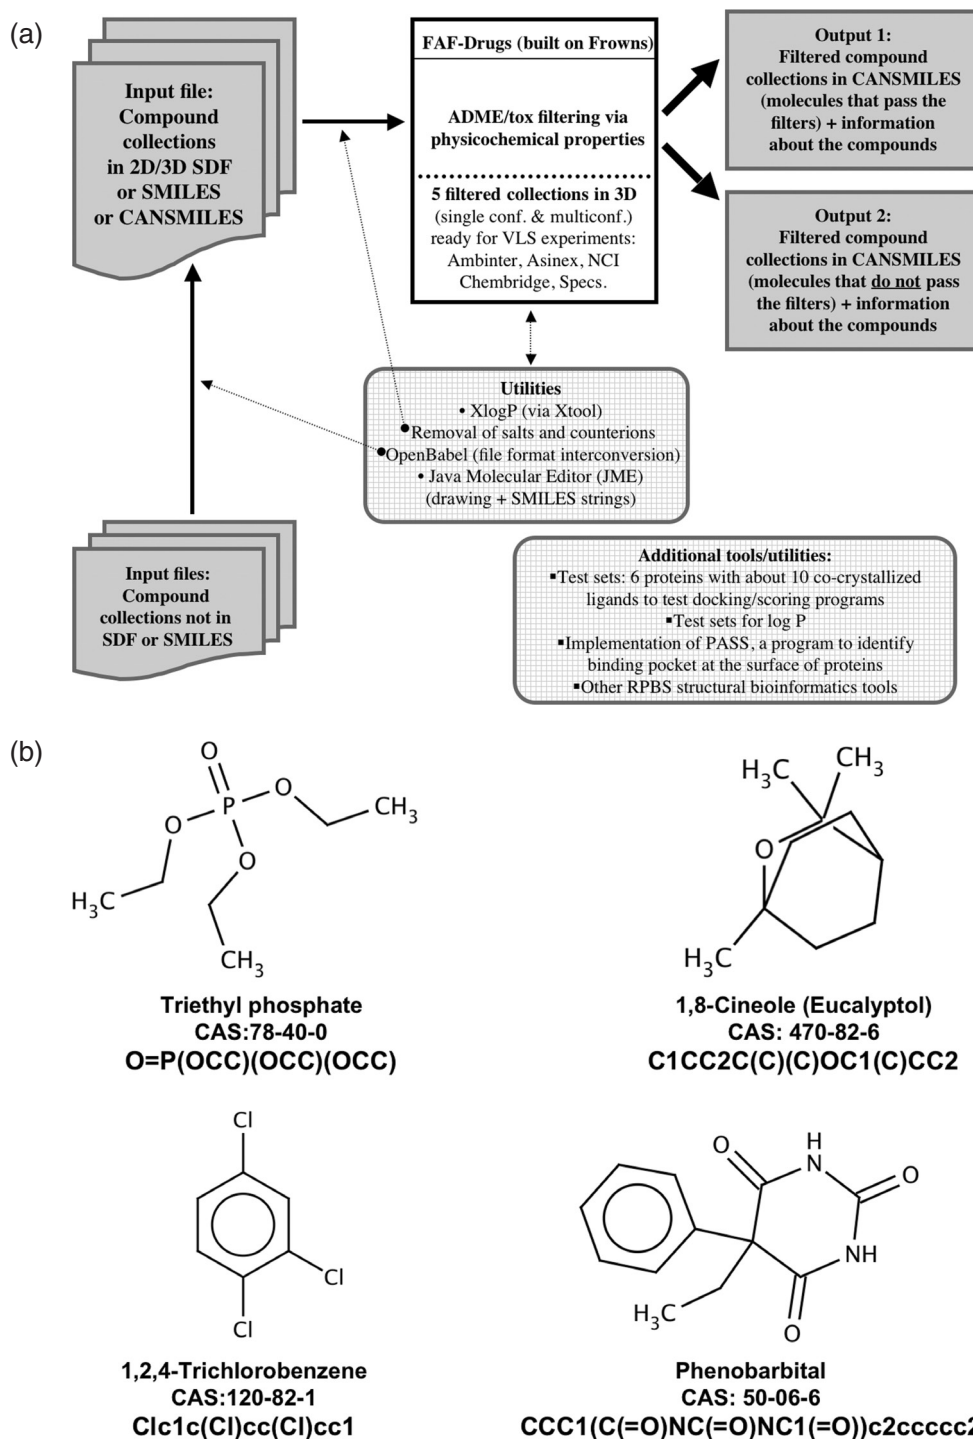 (a)
Input file:
Compound
collections
in 2D/3D SDF
or SMILES
or CANSMILES
FAF-Drugs (built on Frowns)
ADME/tox filtering via
physicochemical properties
5 filtered collections in 3D
(single conf. & multiconf.)
ready for VLS experiments:
Ambinter, Asinex, NCI
Chembridge, Specs.
Output 1:
Filtered compound
collections in CANSMILES
(molecules that pass the
filters) + information
about the compounds
Output 2:
Filtered compound
collections in CANSMILES
(molecules that do not pass
the filters) + information
about the compounds
Utilities
• XlogP (via Xtool)
Removal of salts and counterions
OpenBabel (file format interconversion)
• Java Molecular Editor (JME)
(drawing + SMILES strings)
Input files:
Compound
collections not in
SDF or SMILES
Additional tools/utilities:
▪Test sets: 6 proteins with about 10 co-crystallized
ligands to test docking/scoring programs
▪Test sets for log P
▪Implementation of PASS, a program to identify
binding pocket at the surface of proteins
▪Other RPBS structural bioinformatics tools
(b)
O
P
O
CH3
O
O
H3C
CH3
Triethyl phosphate
CAS:78-40-0
O=P(OCC)(OCC)(OCC)
H3C
CH3
O
H3C
1,8-Cineole (Eucalyptol)
CAS: 470-82-6
C1CC2C(C)(C)OC1(C)CC2
Cl
Cl
Cl
1,2,4-Trichlorobenzene
CAS:120-82-1
Clc1c(Cl)cc(Cl)cc1
O
NH
O
NH
H3C
O
Phenobarbital
CAS: 50-06-6
CCC1(C(=O)NC(=O)NC1(=O))c2ccccc2